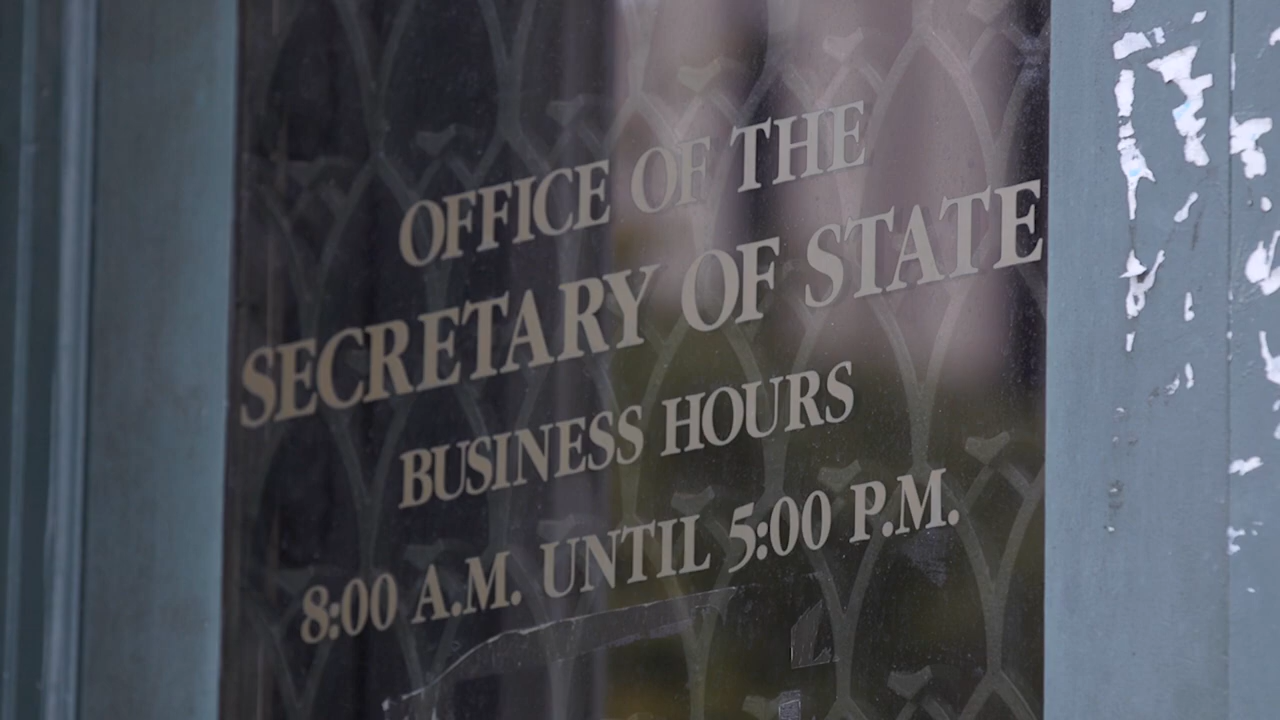 OFFICE OF THE
SECRETARY OF STATE
BUSINESS HOURS
8:00 A.M. UNTIL 5:00 P.M.